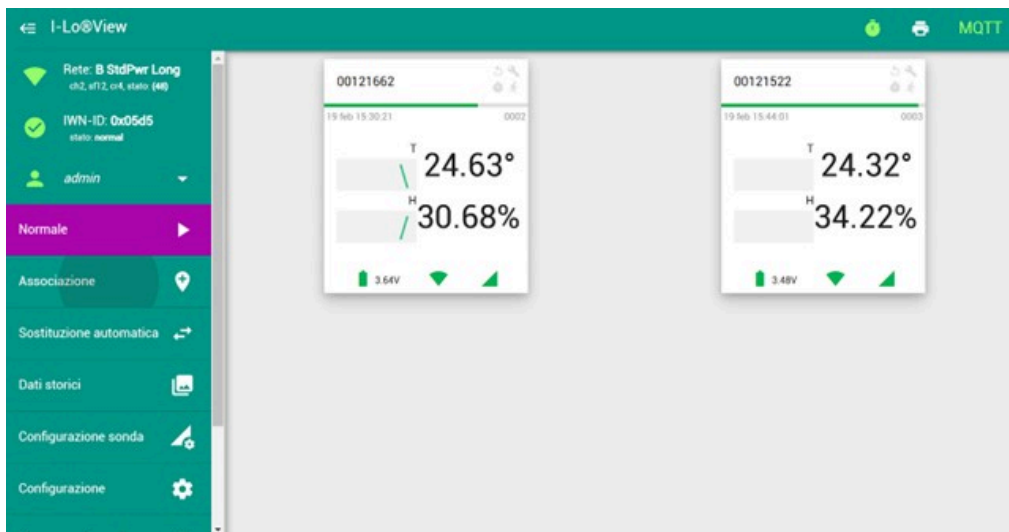 I-Lo®View
MQTT
Rete: B StdPwr Long
ch2, sf12, cr4, stato: (48)
IWN-ID: 0x05d5
stato: normal
admin
Normale
Associazione
Sostituzione automatica
Dati storici
Configurazione sonda
Configurazione
00121662
19 feb 15:30:21
0002
T
24.63°
H
30.68%
3.64V
00121522
19 feb 15:44:01
0003
T
24.32°
H
34.22%
3.48V